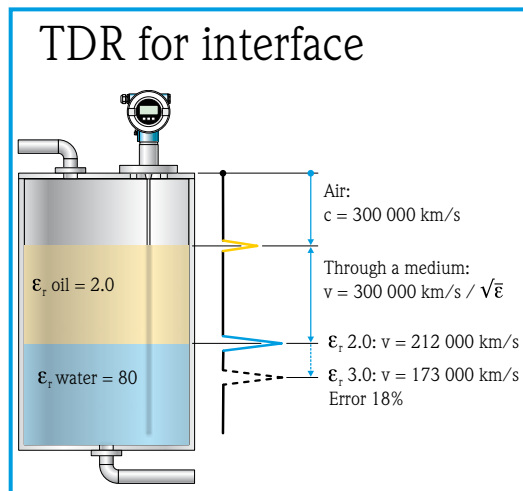 TDR for interface
Air:
c = 300 000 km/s
Through a medium:
v = 300 000 km/s / √ε̅
εr oil = 2.0
εr 2.0: v = 212 000 km/s
εr water = 80
εr 3.0: v = 173 000 km/s
Error 18%